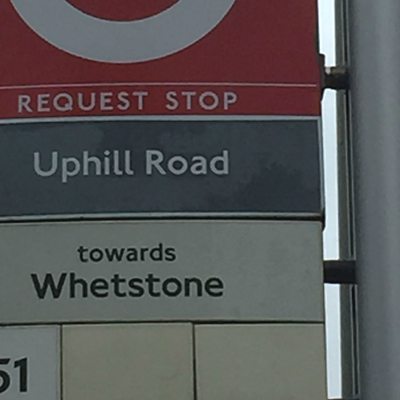 REQUEST STOP
Uphill Road
towards
Whetstone
51